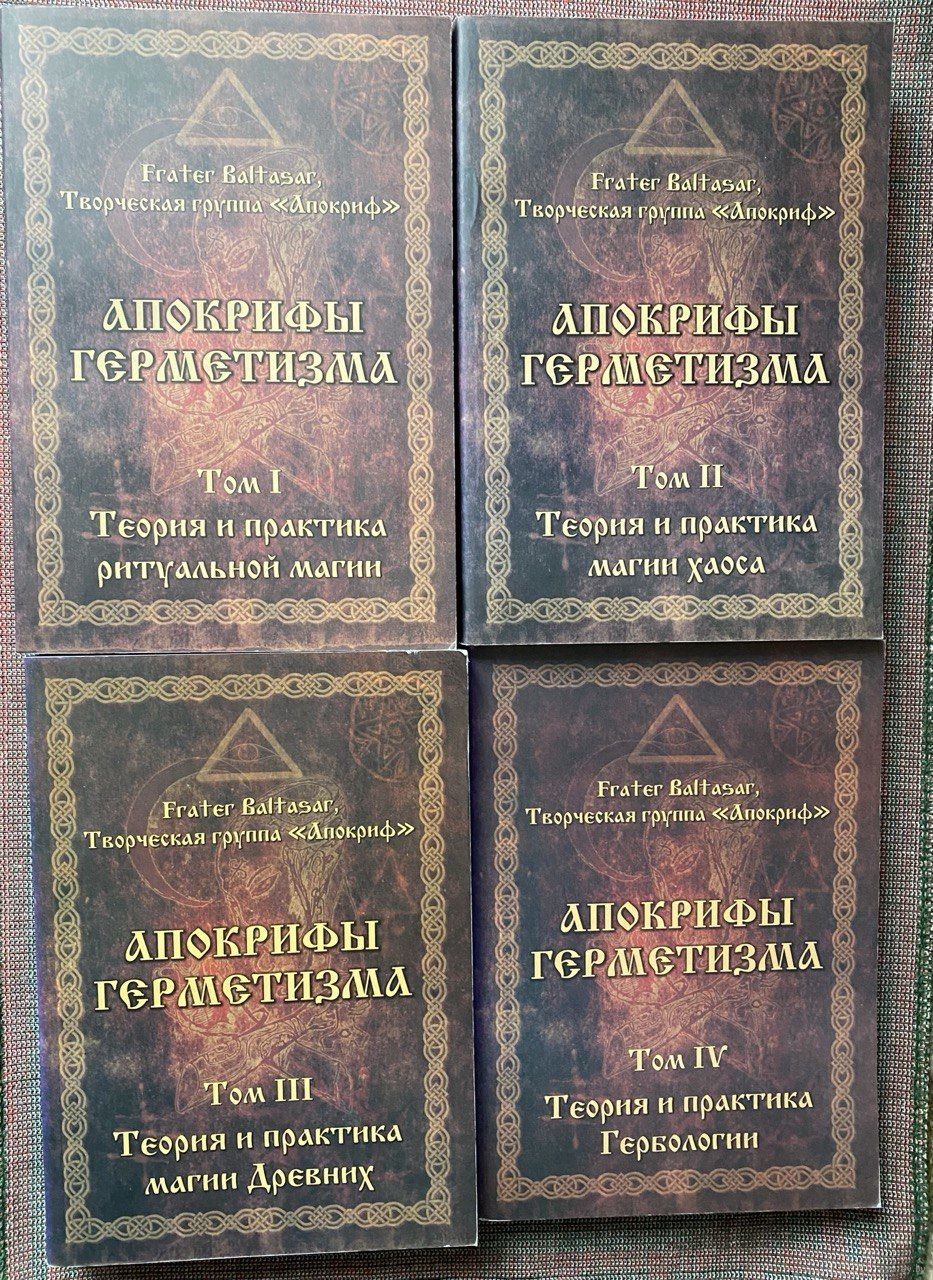 Frater Baltasar,
Творческая группа «Апокриф»
АПОКРИФЫ
ГЕРМЕТИЗМА
Том I
Теория и практика
ритуальной магии
Frater Baltasar,
Творческая группа «Апокриф»
АПОКРИФЫ
ГЕРМЕТИЗМА
Том II
Теория и практика
магии хаоса
Frater Baltasar,
Творческая группа «Апокриф»
АПОКРИФЫ
ГЕРМЕТИЗМА
Том III
Теория и практика
магии Древних
Frater Baltasar,
Творческая группа «Апокриф»
АПОКРИФЫ
ГЕРМЕТИЗМА
Том IV
Теория и практика
Гербологии